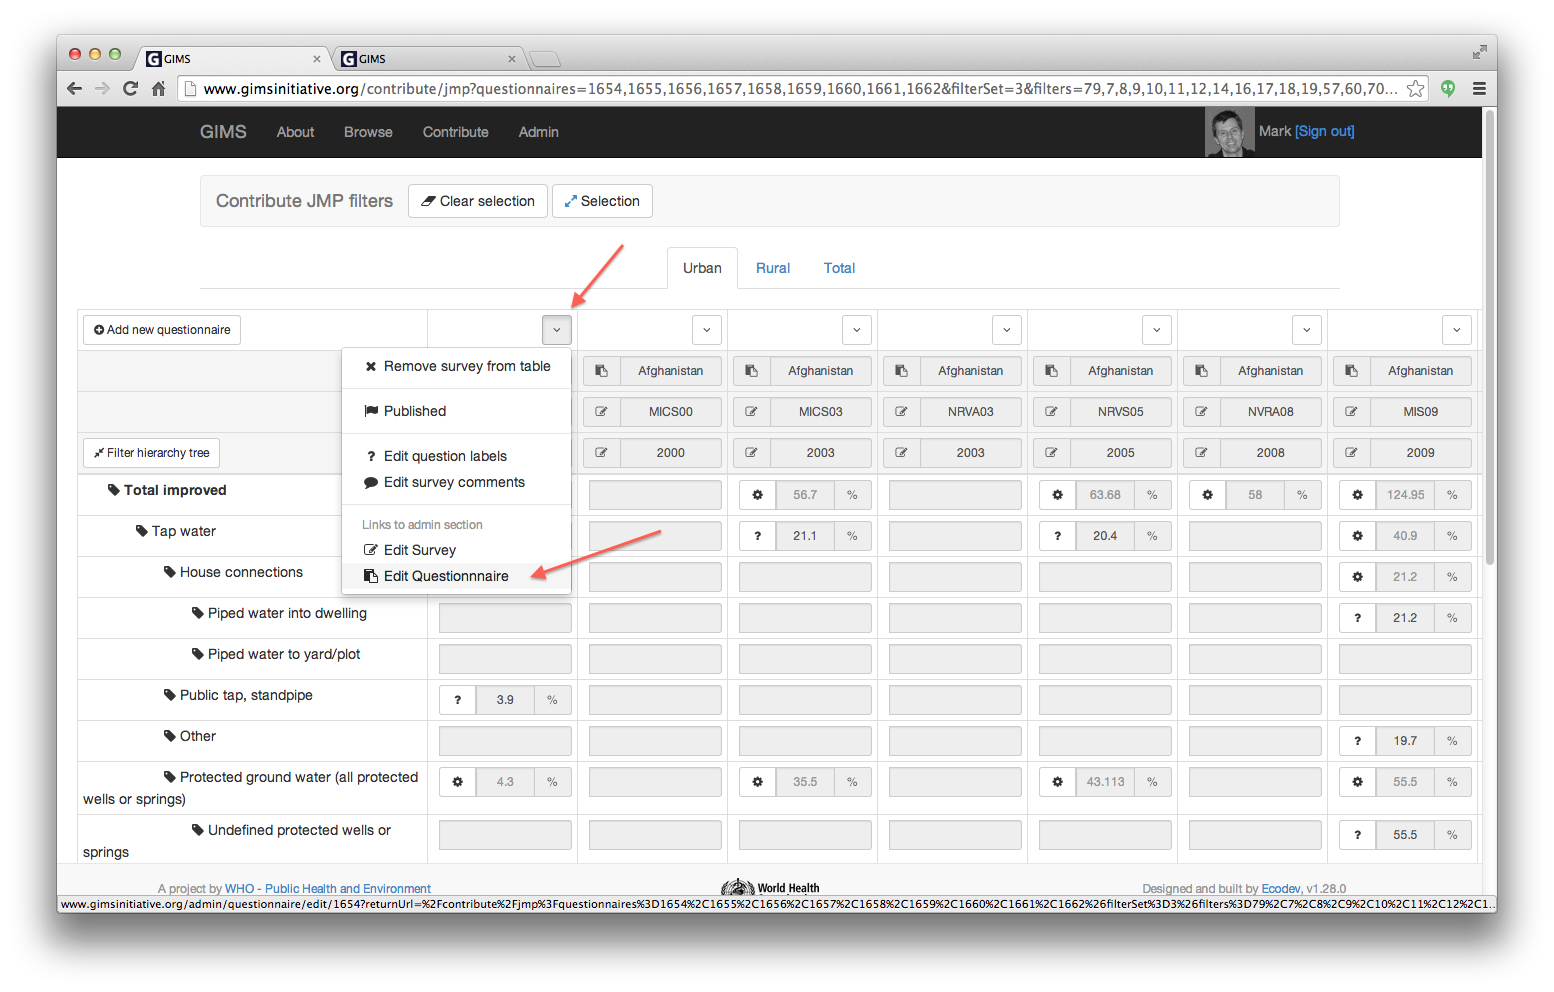 GIMS
GIMS
www.gimsinitiative.org/contribute/jmp?questionnaires=1654,1655,1656,1657,1658,1659,1660,1661,1662&filterSet=3&filters=79,7,8,9,10,11,12,14,16,17,18,19,57,60,70...
GIMS About Browse Contribute Admin Mark [Sign out]
Contribute JMP filters Clear selection Selection
Urban Rural Total
Add new questionnaire
Remove survey from table
Published
? Edit question labels
Edit survey comments
Links to admin section
Edit Survey
Edit Questionnnaire
Afghanistan Afghanistan Afghanistan Afghanistan Afghanistan Afghanistan
MICS00 MICS03 NRVA03 NRVS05 NVRA08 MIS09
Filter hierarchy tree 2000 2003 2003 2005 2008 2009
Total improved 56.7 % 63.68 % 58 % 124.95 %
Tap water ? 21.1 % ? 20.4 % 40.9 %
House connections 21.2 %
Piped water into dwelling ? 21.2 %
Piped water to yard/plot
Public tap, standpipe ? 3.9 %
Other ? 19.7 %
Protected ground water (all protected
wells or springs) 4.3 % 35.5 % 43.113 % 55.5 %
Undefined protected wells or
springs ? 55.5 %
A project by WHO - Public Health and Environment World Health Designed and built by Ecodev, v1.28.0
www.gimsinitiative.org/admin/questionnaire/edit/1654?returnUrl=%2Fcontribute%2Fjmp%3Fquestionnaires%3D1654%2C1655%2C1656%2C1657%2C1658%2C1659%2C1660%2C1661%2C1662%26filterSet%3D3%26filters%3D79%2C7%2C8%2C9%2C10%2C11%2C12%2C1...